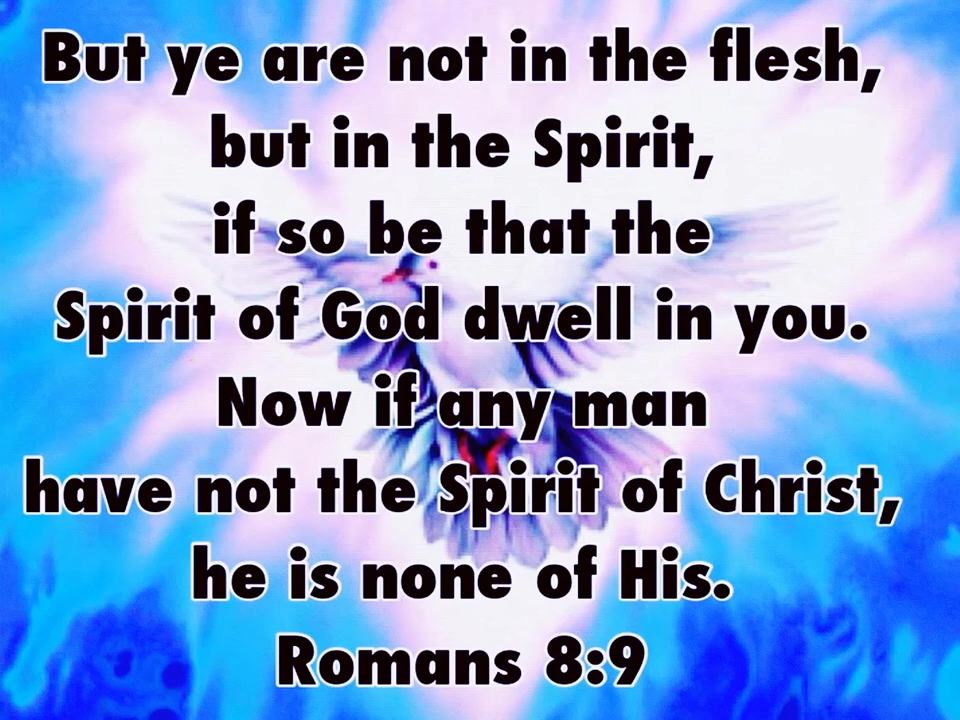 But ye are not in the flesh,
but in the Spirit,
if so be that the
Spirit of God dwell in you.
Now if any man
have not the Spirit of Christ,
he is none of His.
Romans 8:9